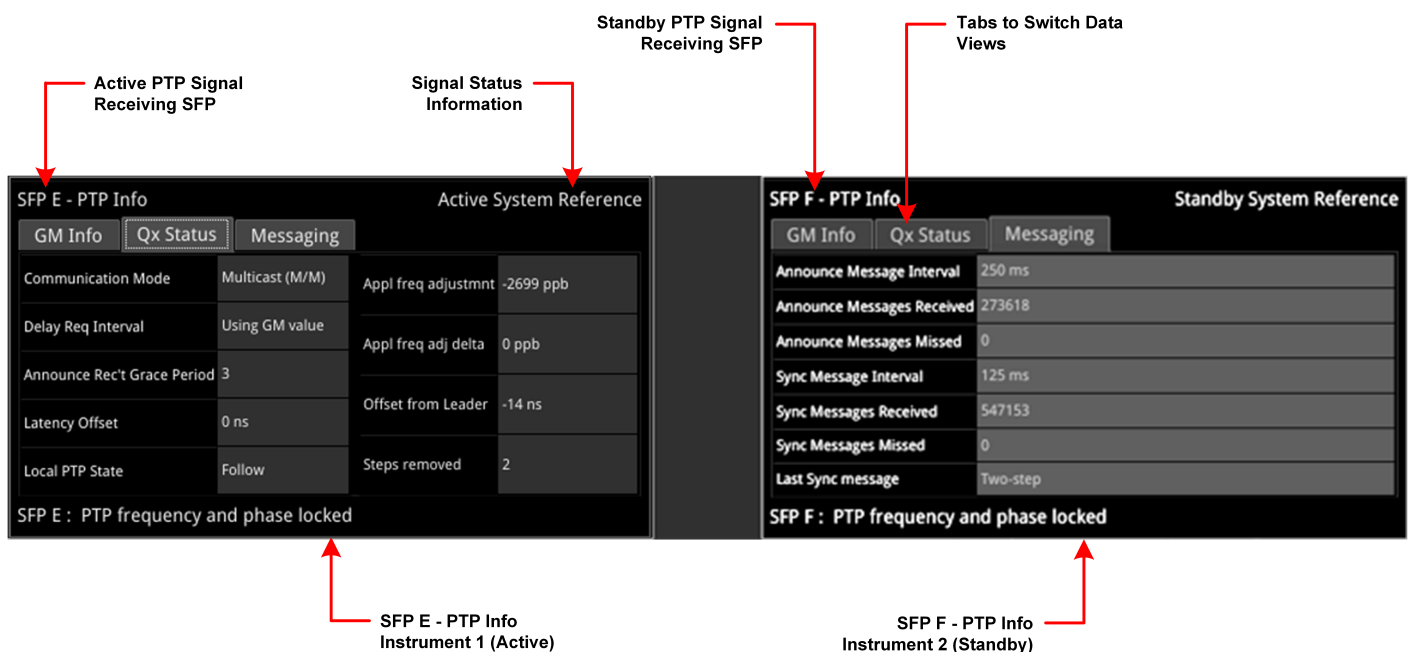 Standby PTP Signal
Receiving SFP
Tabs to Switch Data
Views
Active PTP Signal
Receiving SFP
Signal Status
Information
SFP E - PTP Info
Active System Reference
GM Info
Qx Status
Messaging
Communication Mode
Multicast (M/M)
Delay Req Interval
Using GM value
Announce Rec't Grace Period
3
Latency Offset
0 ns
Local PTP State
Follow
Appl freq adjustmnt
-2699 ppb
Appl freq adj delta
0 ppb
Offset from Leader
-14 ns
Steps removed
2
SFP E : PTP frequency and phase locked
SFP F - PTP Info
Standby System Reference
GM Info
Qx Status
Messaging
Announce Message Interval
250 ms
Announce Messages Received
273618
Announce Messages Missed
0
Sync Message Interval
125 ms
Sync Messages Received
547153
Sync Messages Missed
0
Last Sync message
Two-step
SFP F : PTP frequency and phase locked
SFP E - PTP Info
Instrument 1 (Active)
SFP F - PTP Info
Instrument 2 (Standby)